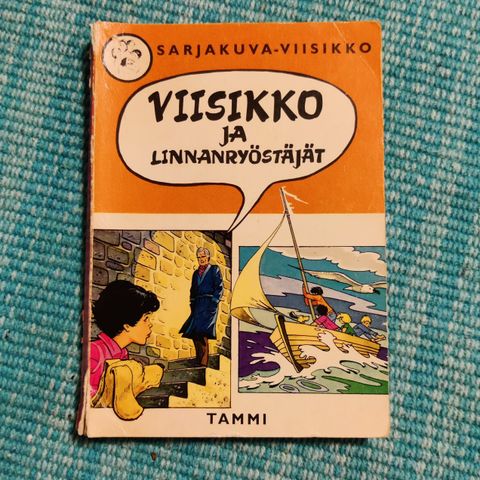 SARJAKUVA-VIISIKKO
VIISIKKO
JA
LINNANRYÖSTÄJÄT
TAMMI